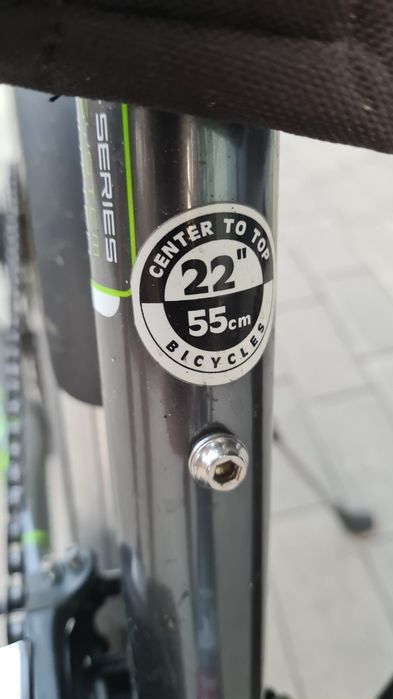 SERIES
CENTER TO TOP
22"
55cm
BICYCLES